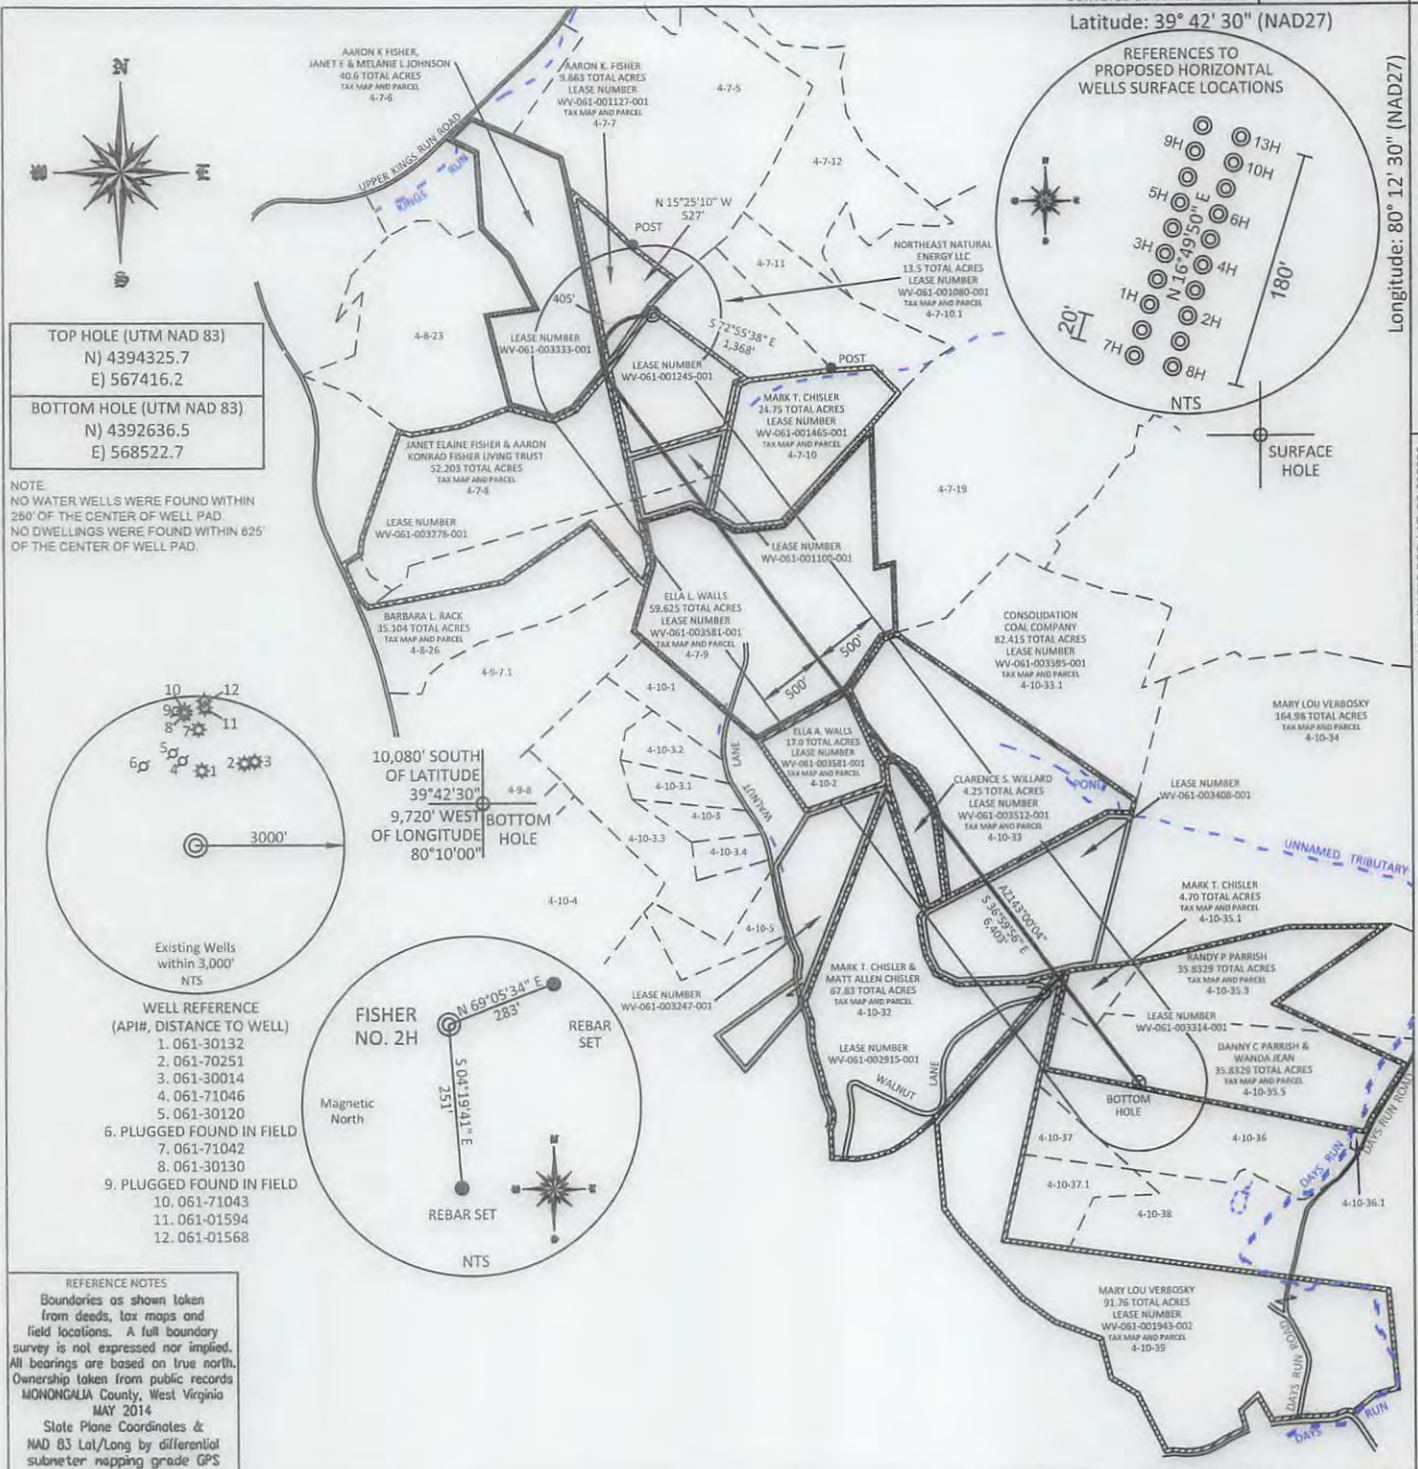 Latitude: 39° 42' 30" (NAD27)
Longitude: 80° 12' 30" (NAD27)
REFERENCES TO
PROPOSED HORIZONTAL
WELLS SURFACE LOCATIONS
9H
13H
10H
5H
6H
3H
4H
1H
2H
7H
8H
N 16°49'50" E
180'
20'
NTS
SURFACE
HOLE
N
S
AARON K FISHER,
JANET E & MELANIE L JOHNSON
40.6 TOTAL ACRES
TAX MAP AND PARCEL
4-7-6
AARON K. FISHER
9.663 TOTAL ACRES
LEASE NUMBER
WV-061-001127-001
TAX MAP AND PARCEL
4-7-7
4-7-5
4-7-12
UPPER KINGS RUN ROAD
KINGS RUN
N 15°25'10" W
527'
POST
4-7-11
NORTHEAST NATURAL
ENERGY LLC
13.5 TOTAL ACRES
LEASE NUMBER
WV-061-001080-001
TAX MAP AND PARCEL
4-7-10.1
405'
4-8-23
LEASE NUMBER
WV-061-003333-001
S 72°55'38" E
1,368'
LEASE NUMBER
WV-061-001245-001
POST
TOP HOLE (UTM NAD 83)
N) 4394325.7
E) 567416.2
BOTTOM HOLE (UTM NAD 83)
N) 4392636.5
E) 568522.7
NOTE
NO WATER WELLS WERE FOUND WITHIN
250' OF THE CENTER OF WELL PAD.
NO DWELLINGS WERE FOUND WITHIN 625'
OF THE CENTER OF WELL PAD.
MARK T. CHISLER
24.75 TOTAL ACRES
LEASE NUMBER
WV-061-001465-001
TAX MAP AND PARCEL
4-7-10
JANET ELAINE FISHER & AARON
KONRAD FISHER LIVING TRUST
52.203 TOTAL ACRES
TAX MAP AND PARCEL
4-7-8
LEASE NUMBER
WV-061-003278-001
4-7-19
LEASE NUMBER
WV-061-001100-001
ELLA L. WALLS
59.625 TOTAL ACRES
LEASE NUMBER
WV-061-003581-001
TAX MAP AND PARCEL
4-7-9
BARBARA L. RACK
35.104 TOTAL ACRES
TAX MAP AND PARCEL
4-8-26
4-9-7.1
4-10-1
500'
500'
CONSOLIDATION
COAL COMPANY
82.415 TOTAL ACRES
LEASE NUMBER
WV-061-003595-001
TAX MAP AND PARCEL
4-10-33.1
MARY LOU VERBOSKY
164.98 TOTAL ACRES
TAX MAP AND PARCEL
4-10-34
10
12
9
11
8
7
5
6
4
1
2
3
3000'
Existing Wells
within 3,000'
NTS
10,080' SOUTH
OF LATITUDE
39°42'30"
9,720' WEST
OF LONGITUDE
80°10'00"
4-9-8
BOTTOM
HOLE
4-10-3.2
4-10-3.1
4-10-3
4-10-3.3
4-10-3.4
WALNUT LANE
ELLA A. WALLS
17.0 TOTAL ACRES
LEASE NUMBER
WV-061-003581-001
TAX MAP AND PARCEL
4-10-2
CLARENCE S. WILLARD
4.25 TOTAL ACRES
LEASE NUMBER
WV-061-003512-001
TAX MAP AND PARCEL
4-10-33
POND
LEASE NUMBER
WV-061-003408-001
UNNAMED TRIBUTARY
4-10-4
4-10-5
AZ143°00'04"
S 36°59'56" E
6,403'
MARK T. CHISLER
4.70 TOTAL ACRES
TAX MAP AND PARCEL
4-10-35.1
RANDY P PARRISH
35.8329 TOTAL ACRES
TAX MAP AND PARCEL
4-10-35.3
LEASE NUMBER
WV-061-003247-001
MARK T. CHISLER &
MATT ALLEN CHISLER
67.83 TOTAL ACRES
TAX MAP AND PARCEL
4-10-32
LEASE NUMBER
WV-061-002915-001
LEASE NUMBER
WV-061-003314-001
DANNY C PARRISH &
WANDA JEAN
35.8329 TOTAL ACRES
TAX MAP AND PARCEL
4-10-35.5
WALNUT LANE
BOTTOM
HOLE
WELL REFERENCE
(API#, DISTANCE TO WELL)
1. 061-30132
2. 061-70251
3. 061-30014
4. 061-71046
5. 061-30120
6. PLUGGED FOUND IN FIELD
7. 061-71042
8. 061-30130
9. PLUGGED FOUND IN FIELD
10. 061-71043
11. 061-01594
12. 061-01568
FISHER
NO. 2H
N 69°05'34" E
283'
REBAR
SET
S 04°19'41" E
251'
Magnetic
North
REBAR SET
NTS
4-10-37
4-10-36
4-10-37.1
4-10-38
4-10-36.1
DAYS RUN
DAYS RUN ROAD
MARY LOU VERBOSKY
91.76 TOTAL ACRES
LEASE NUMBER
WV-061-001943-002
TAX MAP AND PARCEL
4-10-39
DAYS RUN ROAD
DAYS RUN
REFERENCE NOTES
Boundaries as shown taken
from deeds, tax maps and
field locations. A full boundary
survey is not expressed nor implied.
All bearings are based on true north.
Ownership taken from public records
MONONGALIA County, West Virginia
MAY 2014
State Plane Coordinates &
NAD 83 Lat/Long by differential
submeter mapping grade GPS